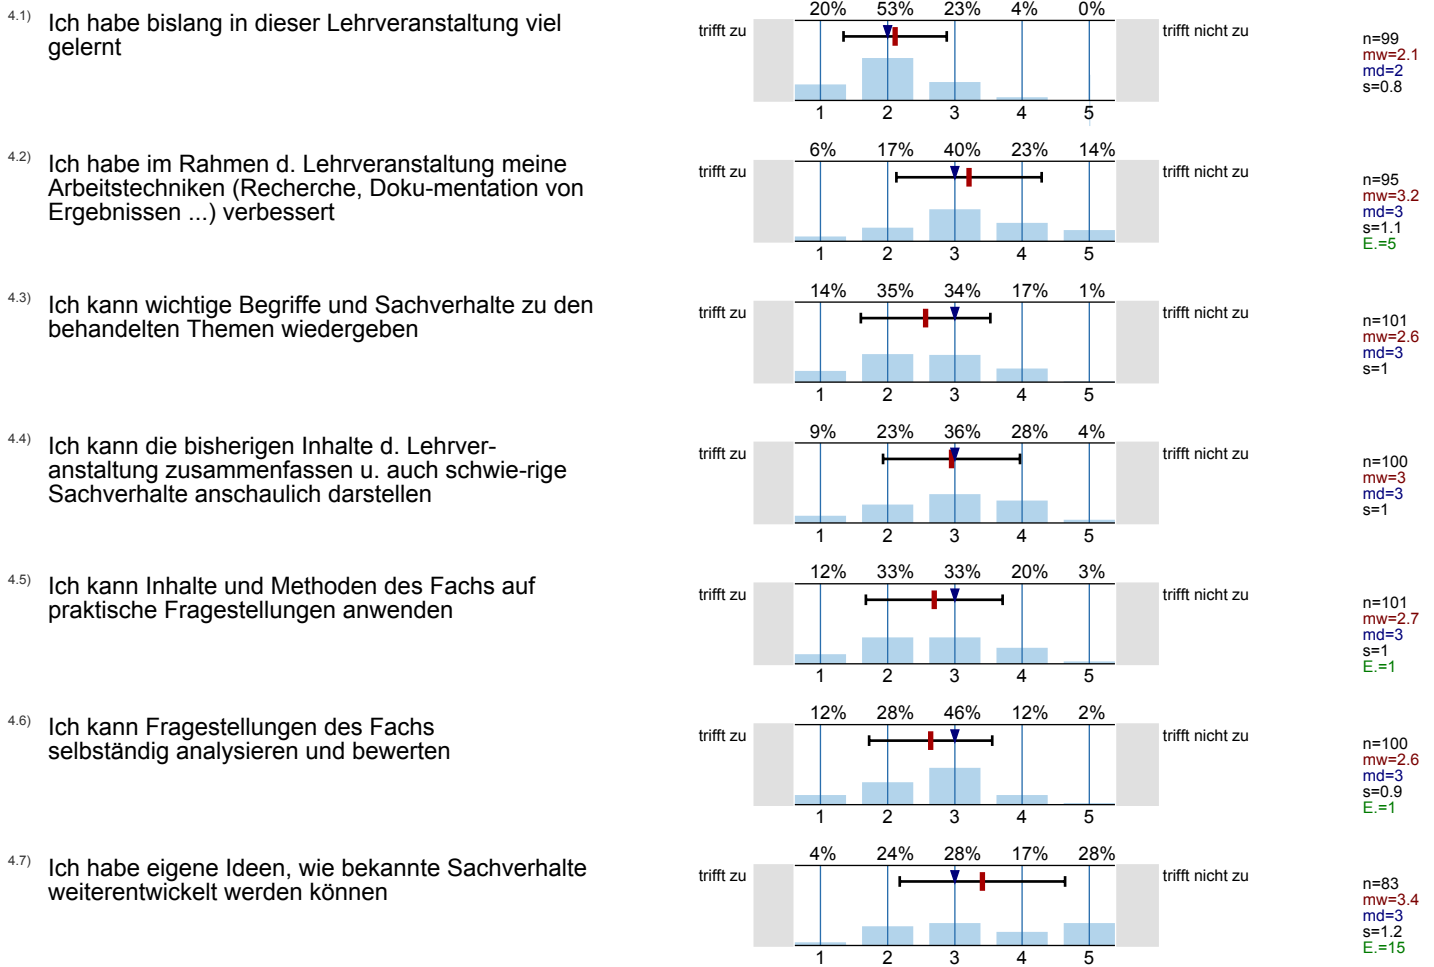 4.1) Ich habe bislang in dieser Lehrveranstaltung viel
gelernt
20% 53% 23% 4% 0%
trifft zu trifft nicht zu
1 2 3 4 5
n=99
mw=2.1
md=2
s=0.8
4.2) Ich habe im Rahmen d. Lehrveranstaltung meine
Arbeitstechniken (Recherche, Doku-mentation von
Ergebnissen ...) verbessert
6% 17% 40% 23% 14%
trifft zu trifft nicht zu
1 2 3 4 5
n=95
mw=3.2
md=3
s=1.1
E.=5
4.3) Ich kann wichtige Begriffe und Sachverhalte zu den
behandelten Themen wiedergeben
14% 35% 34% 17% 1%
trifft zu trifft nicht zu
1 2 3 4 5
n=101
mw=2.6
md=3
s=1
4.4) Ich kann die bisherigen Inhalte d. Lehrver-
anstaltung zusammenfassen u. auch schwie-rige
Sachverhalte anschaulich darstellen
9% 23% 36% 28% 4%
trifft zu trifft nicht zu
1 2 3 4 5
n=100
mw=3
md=3
s=1
4.5) Ich kann Inhalte und Methoden des Fachs auf
praktische Fragestellungen anwenden
12% 33% 33% 20% 3%
trifft zu trifft nicht zu
1 2 3 4 5
n=101
mw=2.7
md=3
s=1
E.=1
4.6) Ich kann Fragestellungen des Fachs
selbständig analysieren und bewerten
12% 28% 46% 12% 2%
trifft zu trifft nicht zu
1 2 3 4 5
n=100
mw=2.6
md=3
s=0.9
E.=1
4.7) Ich habe eigene Ideen, wie bekannte Sachverhalte
weiterentwickelt werden können
4% 24% 28% 17% 28%
trifft zu trifft nicht zu
1 2 3 4 5
n=83
mw=3.4
md=3
s=1.2
E.=15